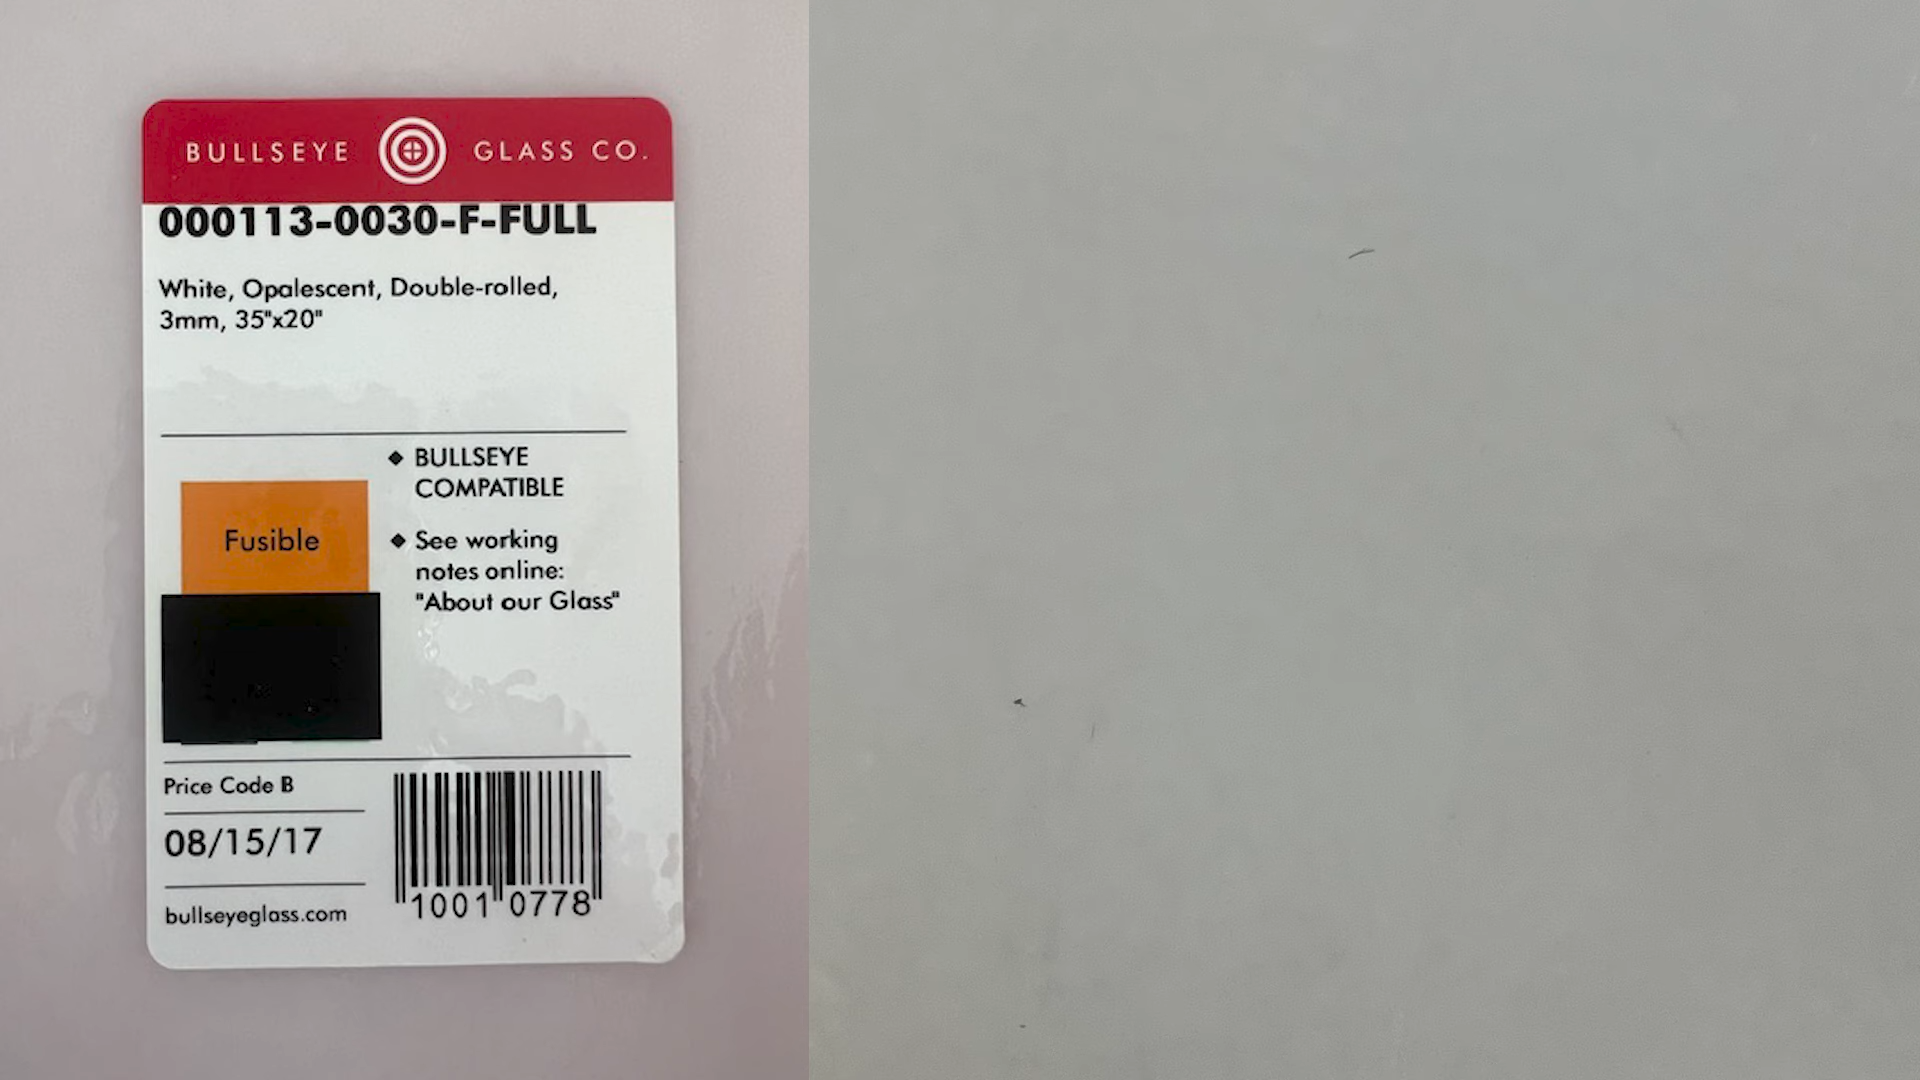 BULLSEYE GLASS CO.
000113-0030-F-FULL
White, Opalescent, Double-rolled,
3mm, 35"x20"
◆ BULLSEYE
COMPATIBLE
Fusible
◆ See working
notes online:
"About our Glass"
Price Code B
08/15/17
bullseyeglass.com
1001 0778